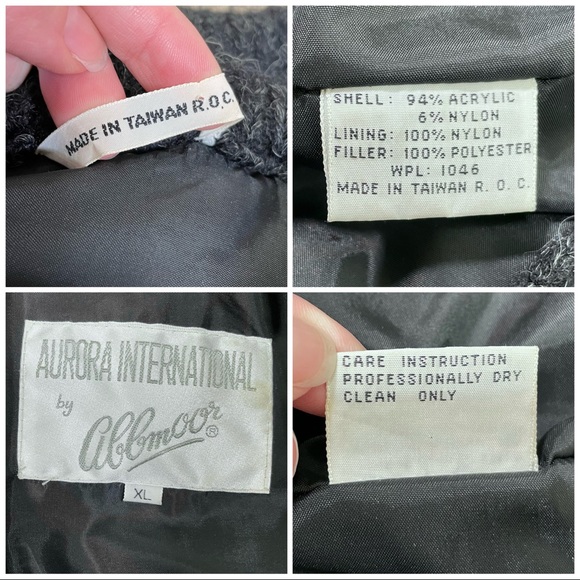 MADE IN TAIWAN R.O.C.
SHELL: 94% ACRYLIC
6% NYLON
LINING: 100% NYLON
FILLER: 100% POLYESTER
WPL: 1046
MADE IN TAIWAN R. O. C.
AURORA INTERNATIONAL
by
abbmoor®
XL
CARE INSTRUCTION
PROFESSIONALLY DRY
CLEAN ONLY